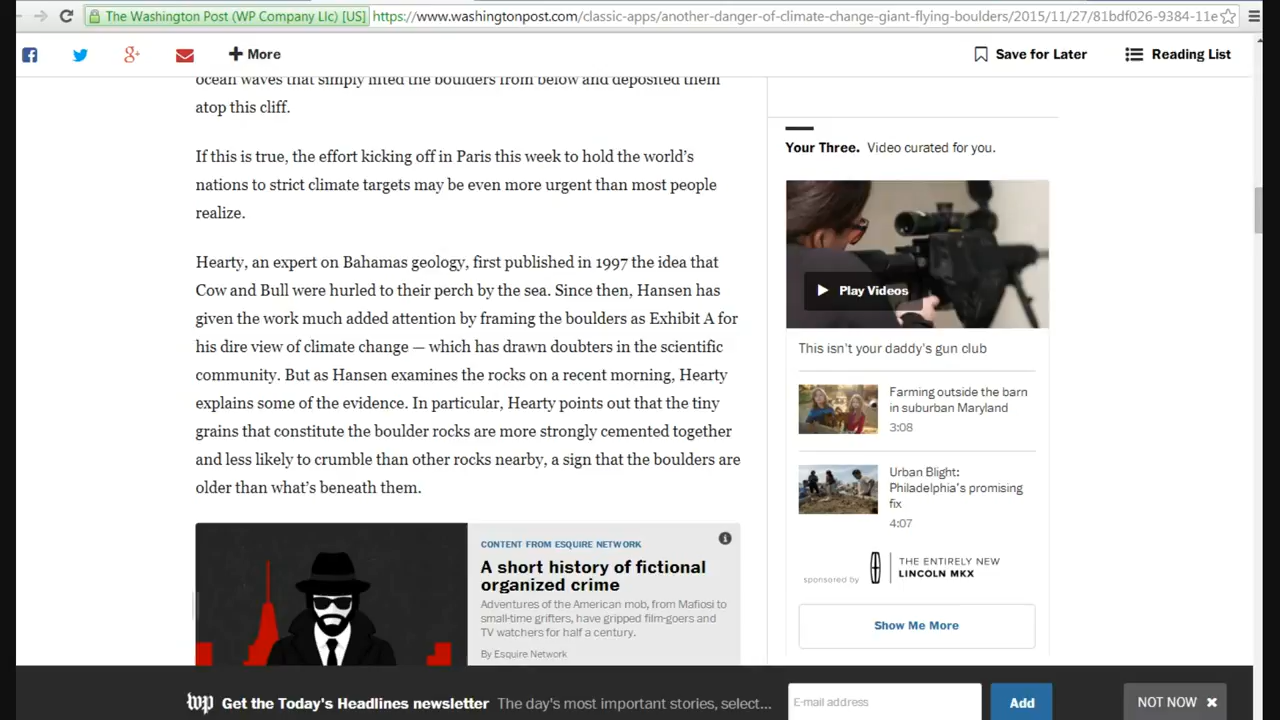 The Washington Post (WP Company Llc) [US]
https://www.washingtonpost.com/classic-apps/another-danger-of-climate-change-giant-flying-boulders/2015/11/27/81bdf026-9384-11e
More
Save for Later
Reading List
ocean waves that simply lifted the boulders from below and deposited them
atop this cliff.
If this is true, the effort kicking off in Paris this week to hold the world's
nations to strict climate targets may be even more urgent than most people
realize.
Hearty, an expert on Bahamas geology, first published in 1997 the idea that
Cow and Bull were hurled to their perch by the sea. Since then, Hansen has
given the work much added attention by framing the boulders as Exhibit A for
his dire view of climate change — which has drawn doubters in the scientific
community. But as Hansen examines the rocks on a recent morning, Hearty
explains some of the evidence. In particular, Hearty points out that the tiny
grains that constitute the boulder rocks are more strongly cemented together
and less likely to crumble than other rocks nearby, a sign that the boulders are
older than what's beneath them.
CONTENT FROM ESQUIRE NETWORK
A short history of fictional
organized crime
Adventures of the American mob, from Mafiosi to
small-time grifters, have gripped film-goers and
TV watchers for half a century.
By Esquire Network
Your Three. Video curated for you.
Play Videos
This isn't your daddy's gun club
Farming outside the barn
in suburban Maryland
3:08
Urban Blight:
Philadelphia's promising
fix
4:07
sponsored by
THE ENTIRELY NEW
LINCOLN MKX
Show Me More
wp
Get the Today's Headlines newsletter The day's most important stories, select...
E-mail address
Add
NOT NOW